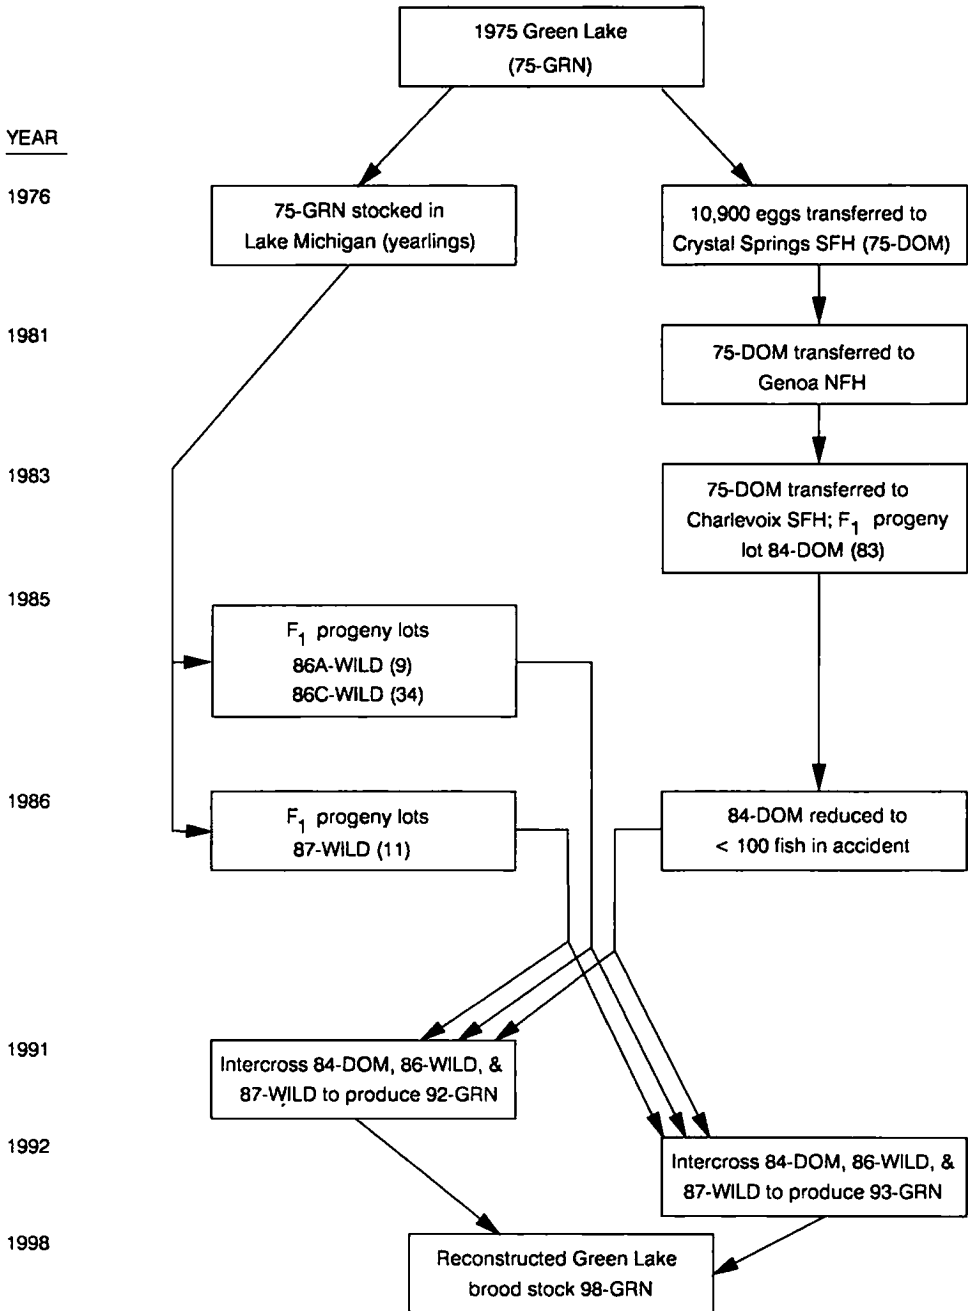 1975 Green Lake
(75-GRN)
YEAR
1976
75-GRN stocked in
Lake Michigan (yearlings)
10,900 eggs transferred to
Crystal Springs SFH (75-DOM)
1981
75-DOM transferred to
Genoa NFH
1983
75-DOM transferred to
Charlevoix SFH; F1 progeny
lot 84-DOM (83)
1985
F1 progeny lots
86A-WILD (9)
86C-WILD (34)
1986
F1 progeny lots
87-WILD (11)
84-DOM reduced to
< 100 fish in accident
1991
Intercross 84-DOM, 86-WILD, &
87-WILD to produce 92-GRN
1992
Intercross 84-DOM, 86-WILD, &
87-WILD to produce 93-GRN
1998
Reconstructed Green Lake
brood stock 98-GRN